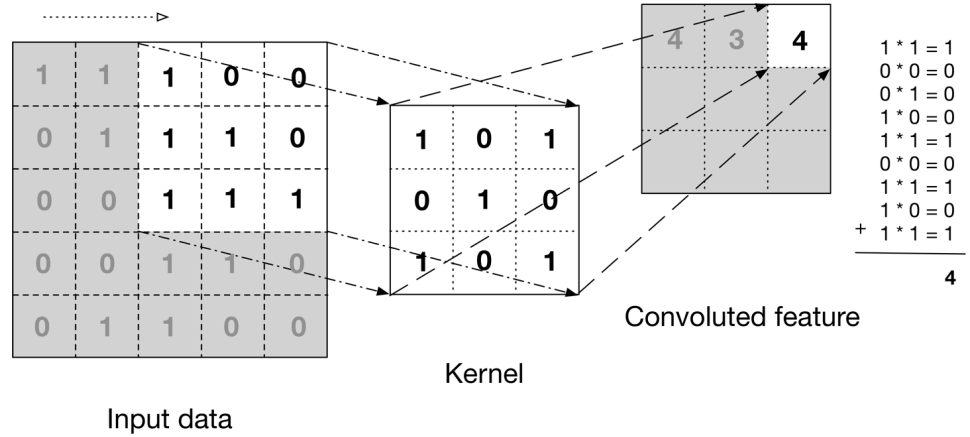 1 1 1 0 0
0 1 1 1 0
0 0 1 1 1
0 0 1 1 0
0 1 1 0 0
Input data
1 0 1
0 1 0
1 0 1
Kernel
4 3 4
Convoluted feature
1 * 1 = 1
0 * 0 = 0
0 * 1 = 0
1 * 0 = 0
1 * 1 = 1
0 * 0 = 0
1 * 1 = 1
1 * 0 = 0
+ 1 * 1 = 1
4